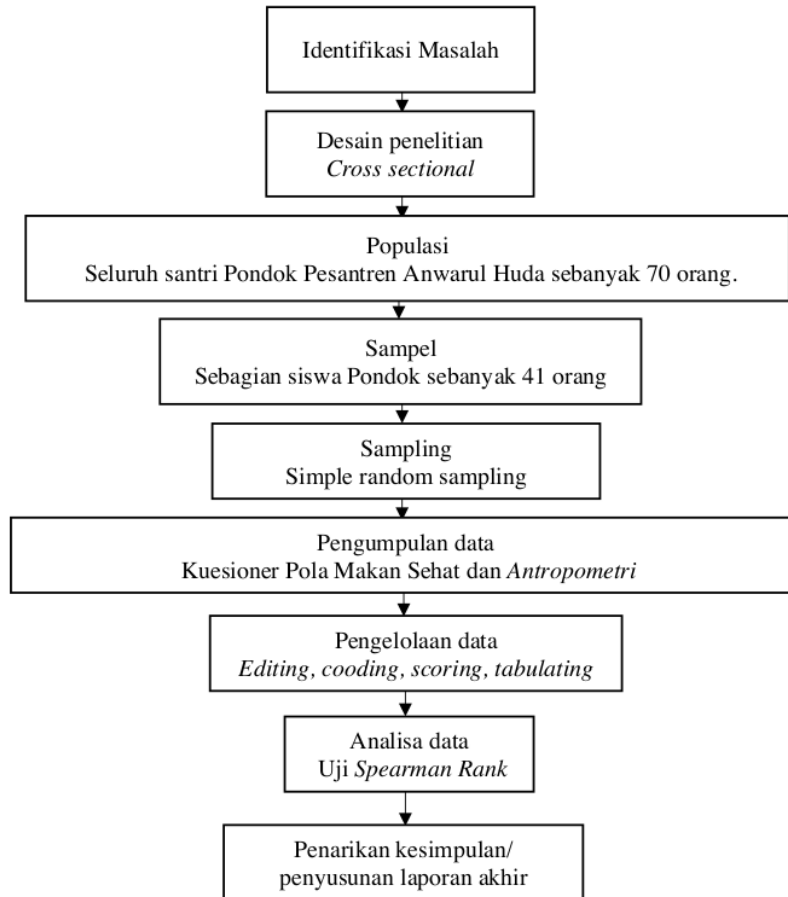 Identifikasi Masalah
Desain penelitian
Cross sectional
Populasi
Seluruh santri Pondok Pesantren Anwarul Huda sebanyak 70 orang.
Sampel
Sebagian siswa Pondok sebanyak 41 orang
Sampling
Simple random sampling
Pengumpulan data
Kuesioner Pola Makan Sehat dan Antropometri
Pengelolaan data
Editing, cooding, scoring, tabulating
Analisa data
Uji Spearman Rank
Penarikan kesimpulan/
penyusunan laporan akhir